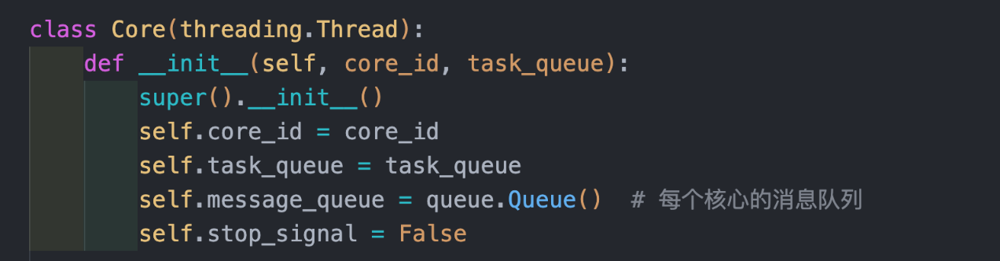 class Core(threading.Thread):
    def __init__(self, core_id, task_queue):
        super().__init__()
        self.core_id = core_id
        self.task_queue = task_queue
        self.message_queue = queue.Queue()  # 每个核心的消息队列
        self.stop_signal = False